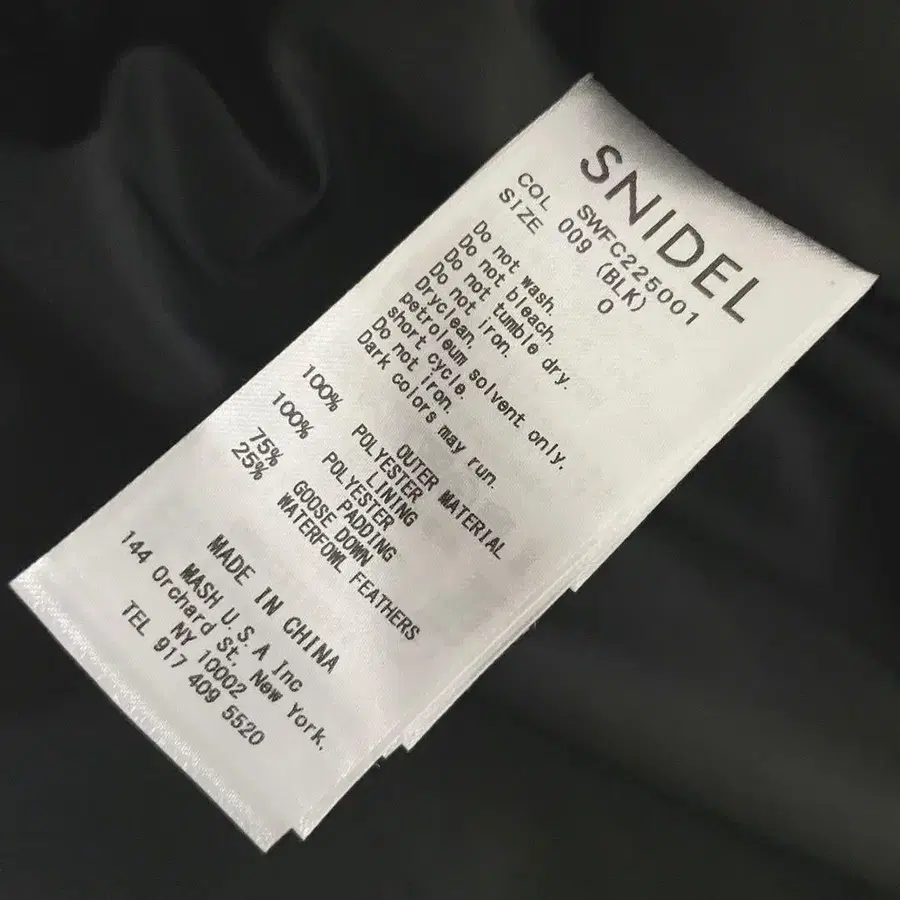 SNIDEL
SWFC225001
COL 009 (BLK)
SIZE 0
Do not wash.
Do not bleach.
Do not tumble dry.
Do not iron.
Dryclean,
petroleum solvent only.
short cycle.
Do not iron.
Dark colors may run.
OUTER MATERIAL
100% POLYESTER
LINING
100% POLYESTER
PADDING
75% GOOSE DOWN
25% WATERFOWL FEATHERS
MADE IN CHINA
MASH U.S.A Inc
144 Orchard St, New York,
NY 10002
TEL 917 409 5520